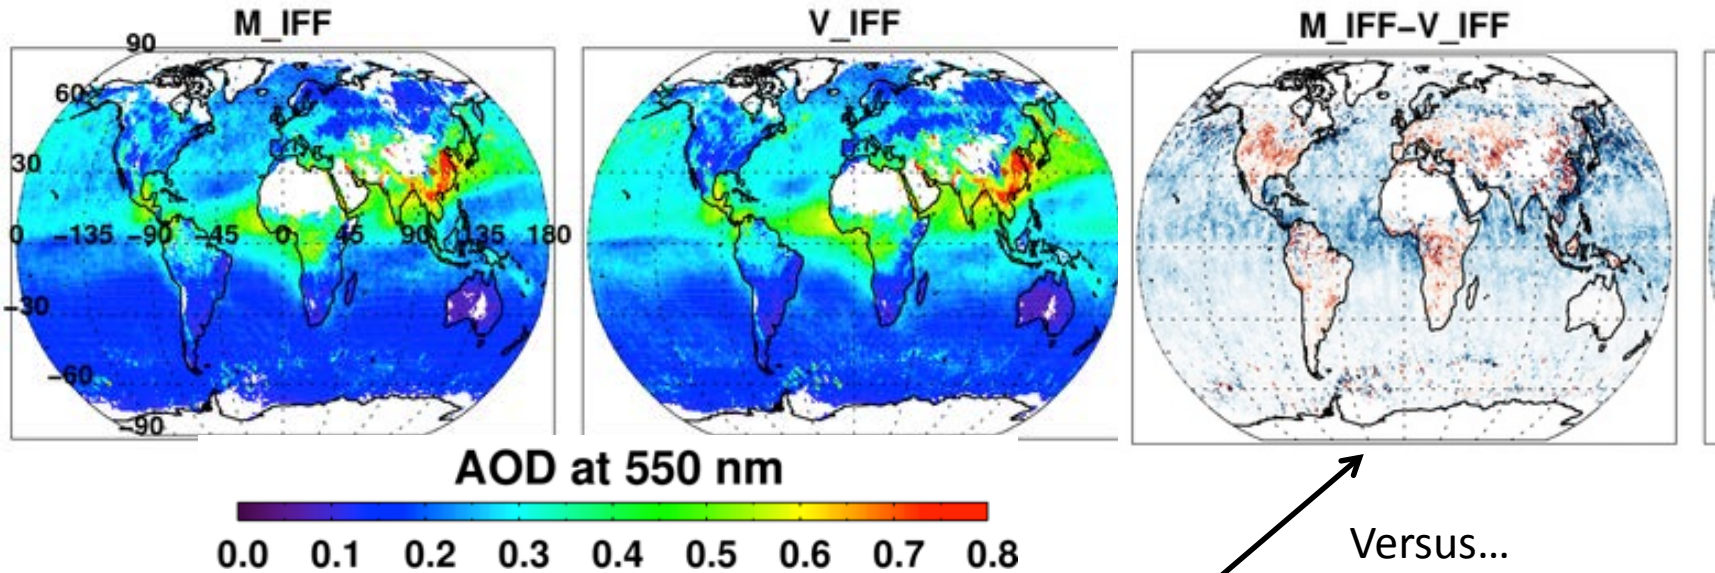 M_IFF
V_IFF
M_IFF–V_IFF
90
60
30
0 –135 –90 –45 0 45 90 135 180
–30
–60
–90
AOD at 550 nm
0.0 0.1 0.2 0.3 0.4 0.5 0.6 0.7 0.8
Versus...